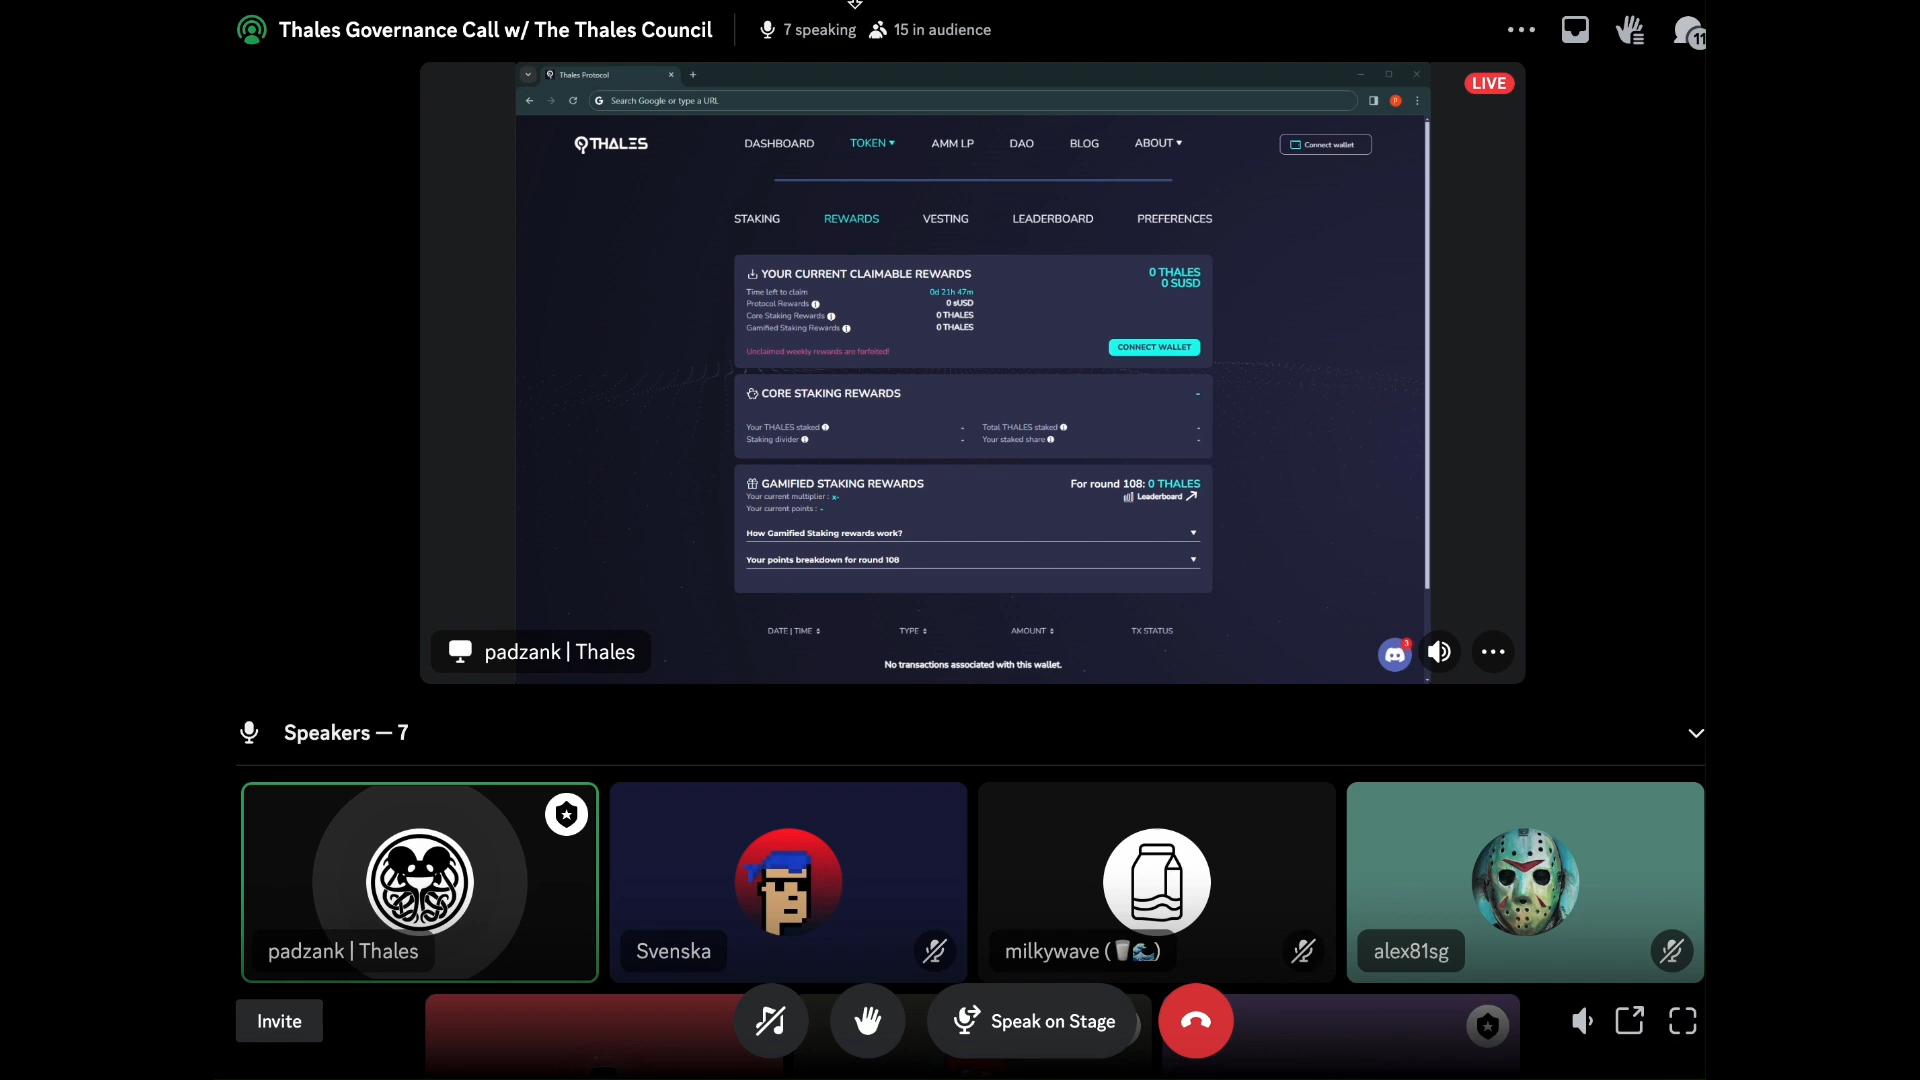 Thales Governance Call w/ The Thales Council
7 speaking
15 in audience
11
Thales Protocol
Search Google or type a URL
LIVE
THALES
DASHBOARD
TOKEN
AMM LP
DAO
BLOG
ABOUT
Connect wallet
STAKING
REWARDS
VESTING
LEADERBOARD
PREFERENCES
YOUR CURRENT CLAIMABLE REWARDS
0 THALES
0 SUSD
Time left to claim 0d 21h 47m
Protocol Rewards 0 sUSD
Core Staking Rewards 0 THALES
Gamified Staking Rewards 0 THALES
Unclaimed weekly rewards are forfeited!
CONNECT WALLET
CORE STAKING REWARDS -
Your THALES staked - Total THALES staked -
Staking divider - Your staked share -
GAMIFIED STAKING REWARDS
For round 108: 0 THALES
Your current multiplier : x-
Leaderboard
Your current points : -
How Gamified Staking rewards work?
Your points breakdown for round 108
DATE | TIME
TYPE
AMOUNT
TX STATUS
No transactions associated with this wallet.
padzank | Thales
3
Speakers — 7
padzank | Thales
Svenska
milkywave (🥛🌊)
alex81sg
Invite
Speak on Stage